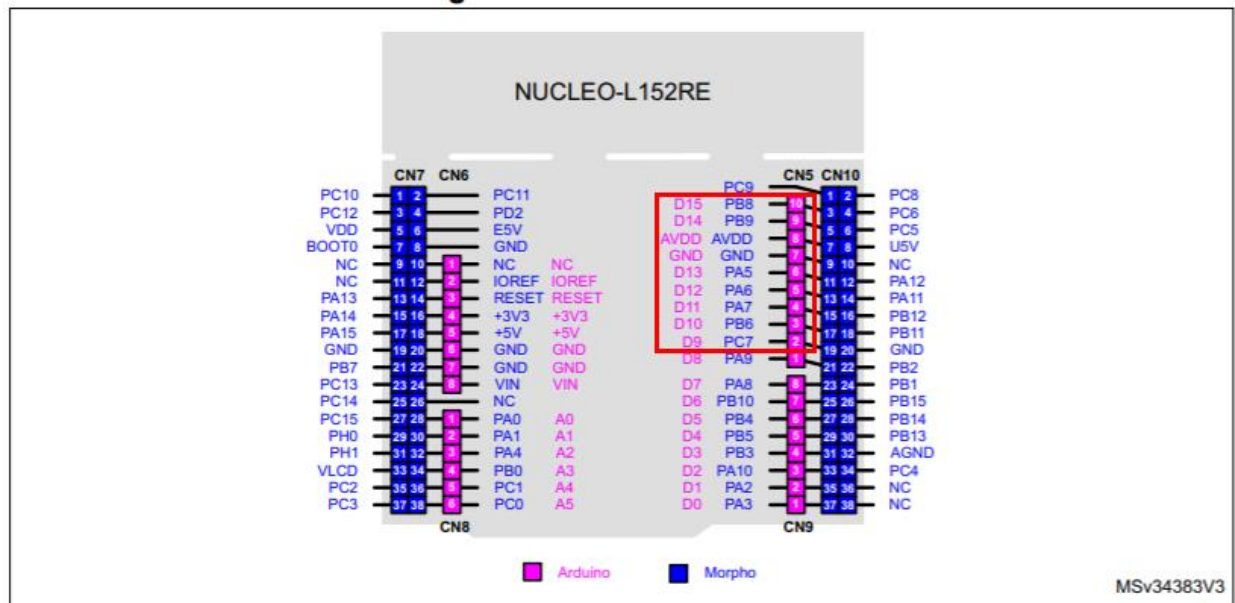 NUCLEO-L152RE
CN7 CN6 CN5 CN10
PC9
PC10 1 2 PC11 D15 PB8 10 1 2 PC8
PC12 3 4 PD2 D14 PB9 9 3 4 PC6
VDD 5 6 E5V AVDD AVDD 8 5 6 PC5
BOOT0 7 8 GND GND GND 7 7 8 U5V
NC 9 10 1 NC NC D13 PA5 6 9 10 NC
NC 11 12 2 IOREF IOREF D12 PA6 5 11 12 PA12
PA13 13 14 3 RESET RESET D11 PA7 4 13 14 PA11
PA14 15 16 4 +3V3 +3V3 D10 PB6 3 15 16 PB12
PA15 17 18 5 +5V +5V D9 PC7 2 17 18 PB11
GND 19 20 6 GND GND D8 PA9 1 19 20 GND
PB7 21 22 7 GND GND 21 22 PB2
PC13 23 24 8 VIN VIN D7 PA8 8 23 24 PB1
PC14 25 26 NC D6 PB10 7 25 26 PB15
PC15 27 28 1 PA0 A0 D5 PB4 6 27 28 PB14
PH0 29 30 2 PA1 A1 D4 PB5 5 29 30 PB13
PH1 31 32 3 PA4 A2 D3 PB3 4 31 32 AGND
VLCD 33 34 4 PB0 A3 D2 PA10 3 33 34 PC4
PC2 35 36 5 PC1 A4 D1 PA2 2 35 36 NC
PC3 37 38 6 PC0 A5 D0 PA3 1 37 38 NC
CN8 CN9
Arduino Morpho
MSv34383V3